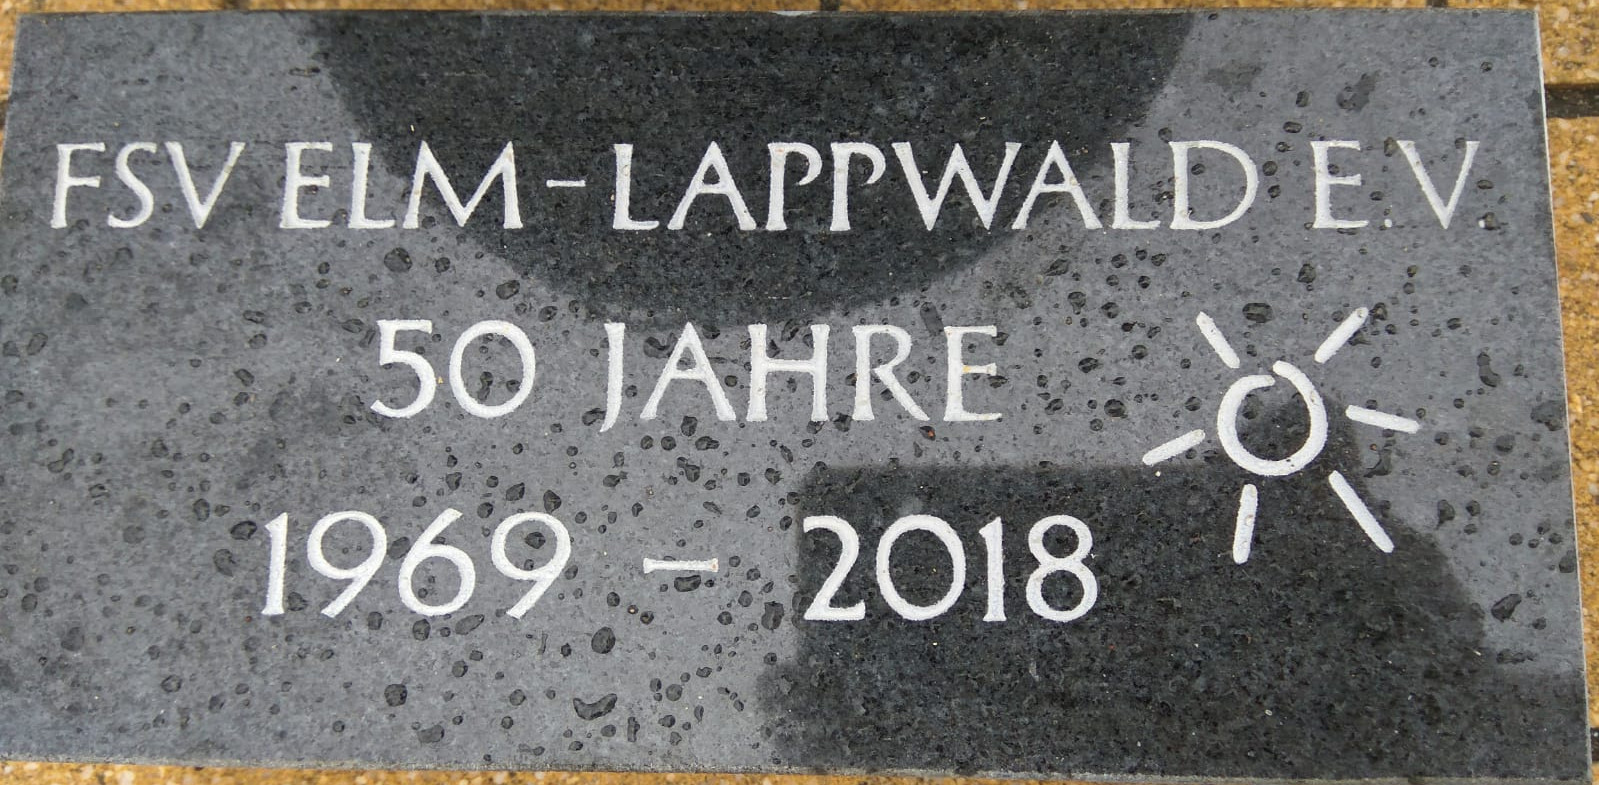 FSV ELM-LAPPWALD E.V
50 JAHRE
1969 - 2018